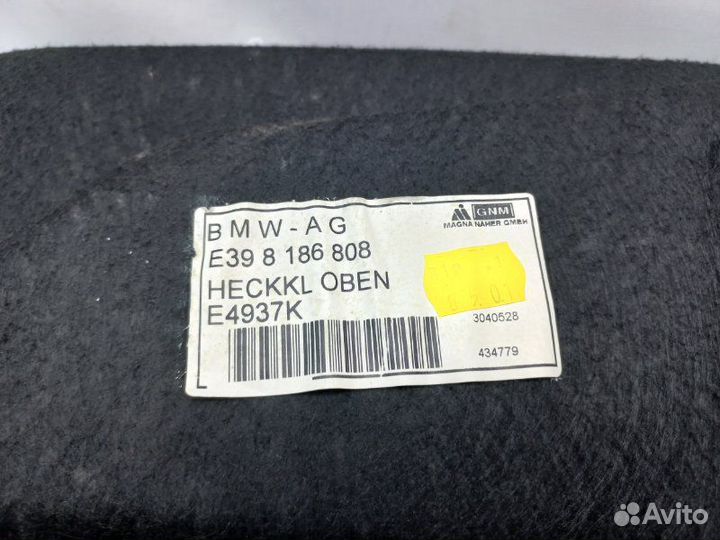 BMW-AG
GNM
MAGNA NAHER GMBH
E39 8 186 808
HECKKL OBEN
E4937K
3040528
434779
L
Avito